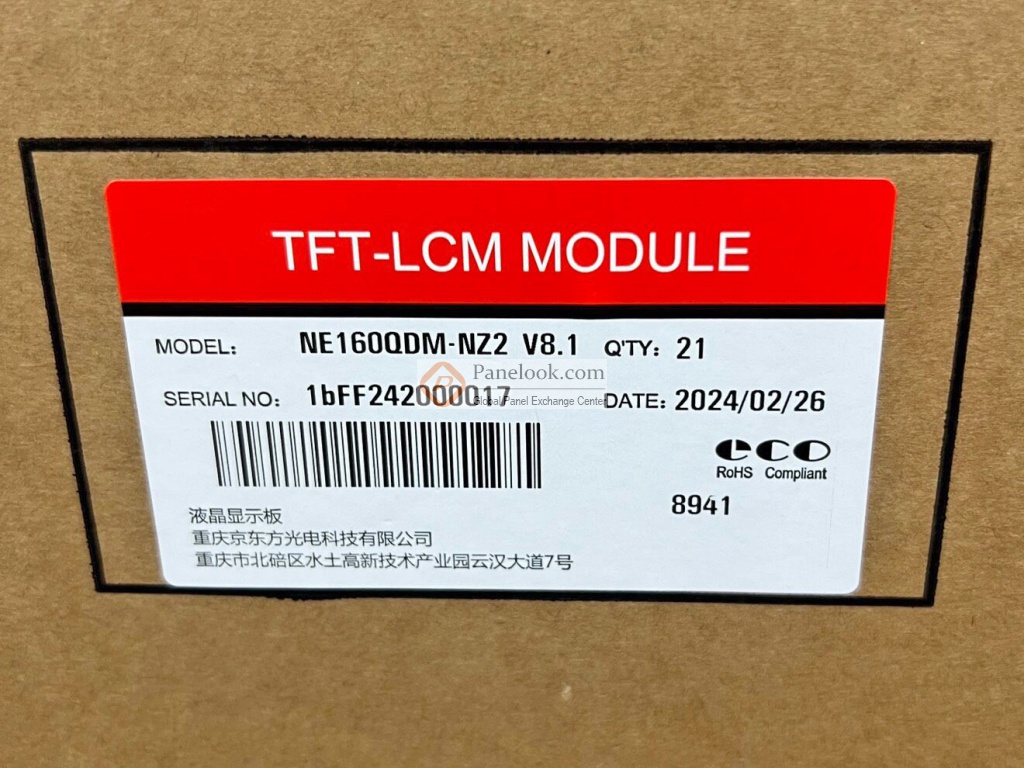 TFT-LCM MODULE
MODEL: NE160QDM-NZ2 V8.1 Q'TY: 21
Panelook.com
Global Panel Exchange Center
SERIAL NO: 1bFF242000017 DATE: 2024/02/26
eco
RoHS Compliant
8941
液晶显示板
重庆京东方光电科技有限公司
重庆市北碚区水土高新技术产业园云汉大道7号